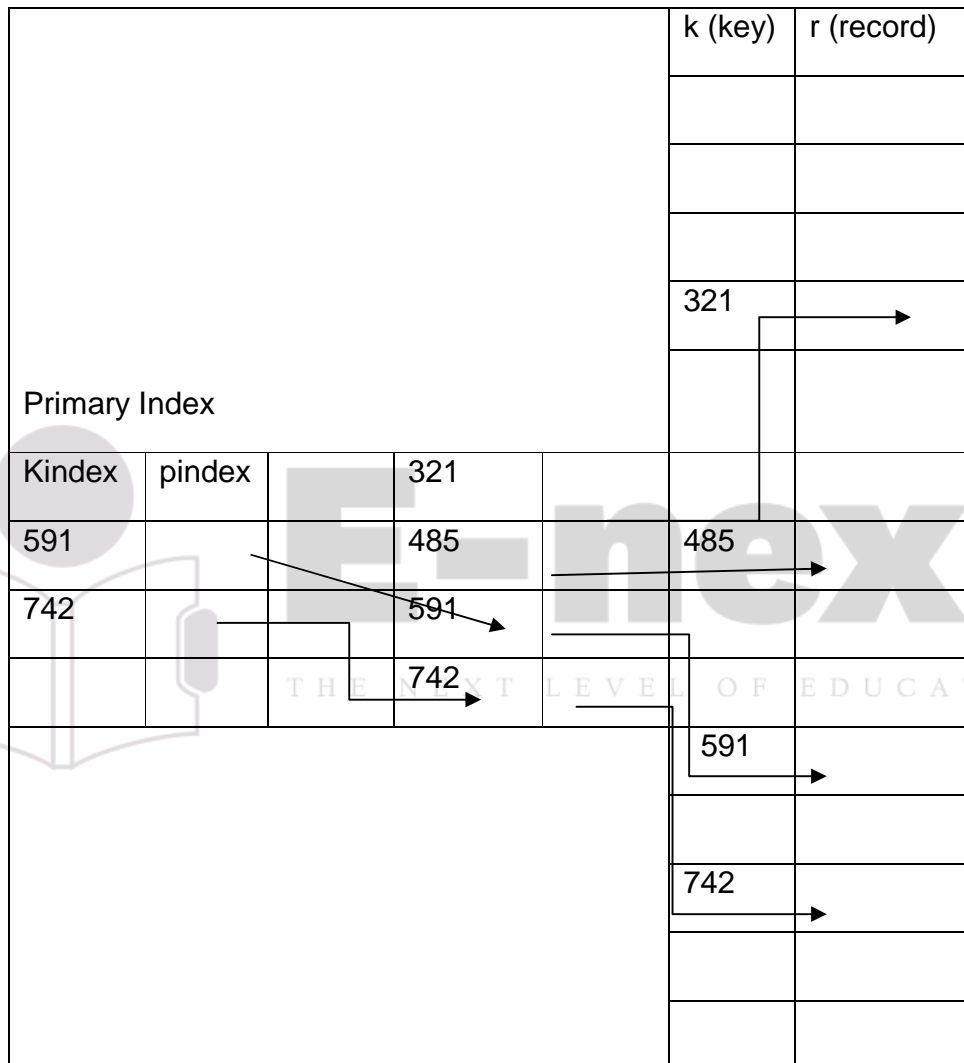 k (key) r (record)
321
Primary Index
Kindex pindex 321
591 485 485
742 591
742
591
742
E-nex
THE NEXT LEVEL OF EDUCA